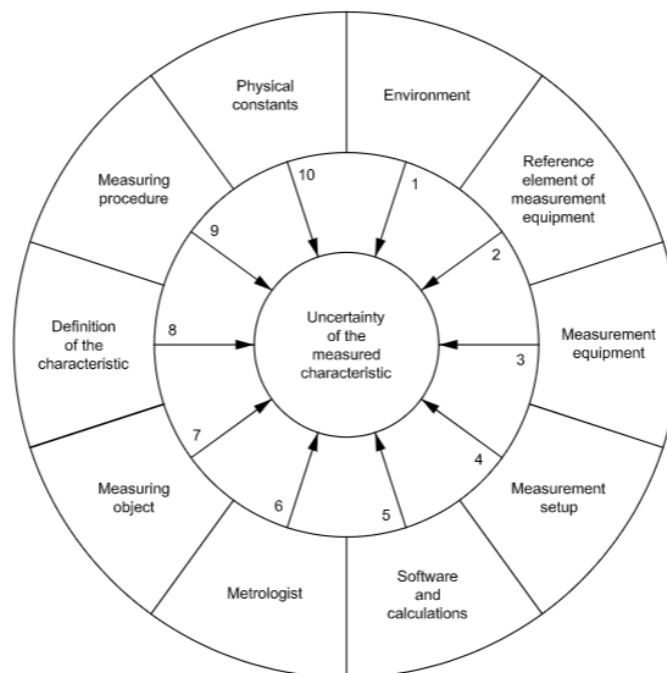 Physical
constants
Environment
Reference
element of
measurement
equipment
Measurement
equipment
Measurement
setup
Software
and
calculations
Metrologist
Measuring
object
Definition
of the
characteristic
Measuring
procedure
10
1
2
3
4
5
6
7
8
9
Uncertainty
of the
measured
characteristic